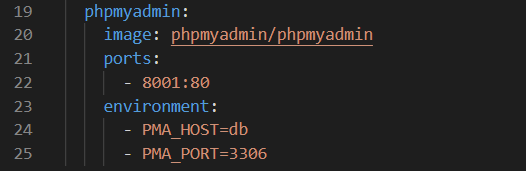 19 phpmyadmin:
20 image: phpmyadmin/phpmyadmin
21 ports:
22 - 8001:80
23 environment:
24 - PMA_HOST=db
25 - PMA_PORT=3306